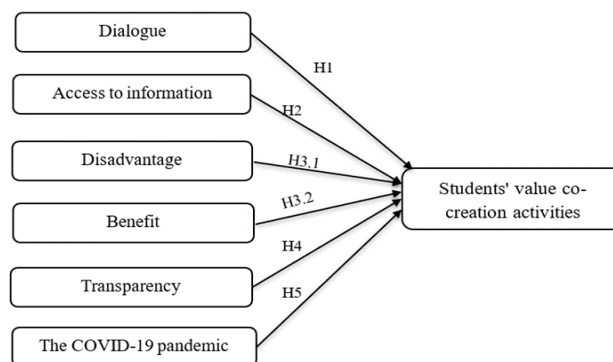 Dialogue
H1
Access to information
H2
Disadvantage
H3.1
Students' value co-
creation activities
Benefit
H3.2
Transparency
H4
The COVID-19 pandemic
H5